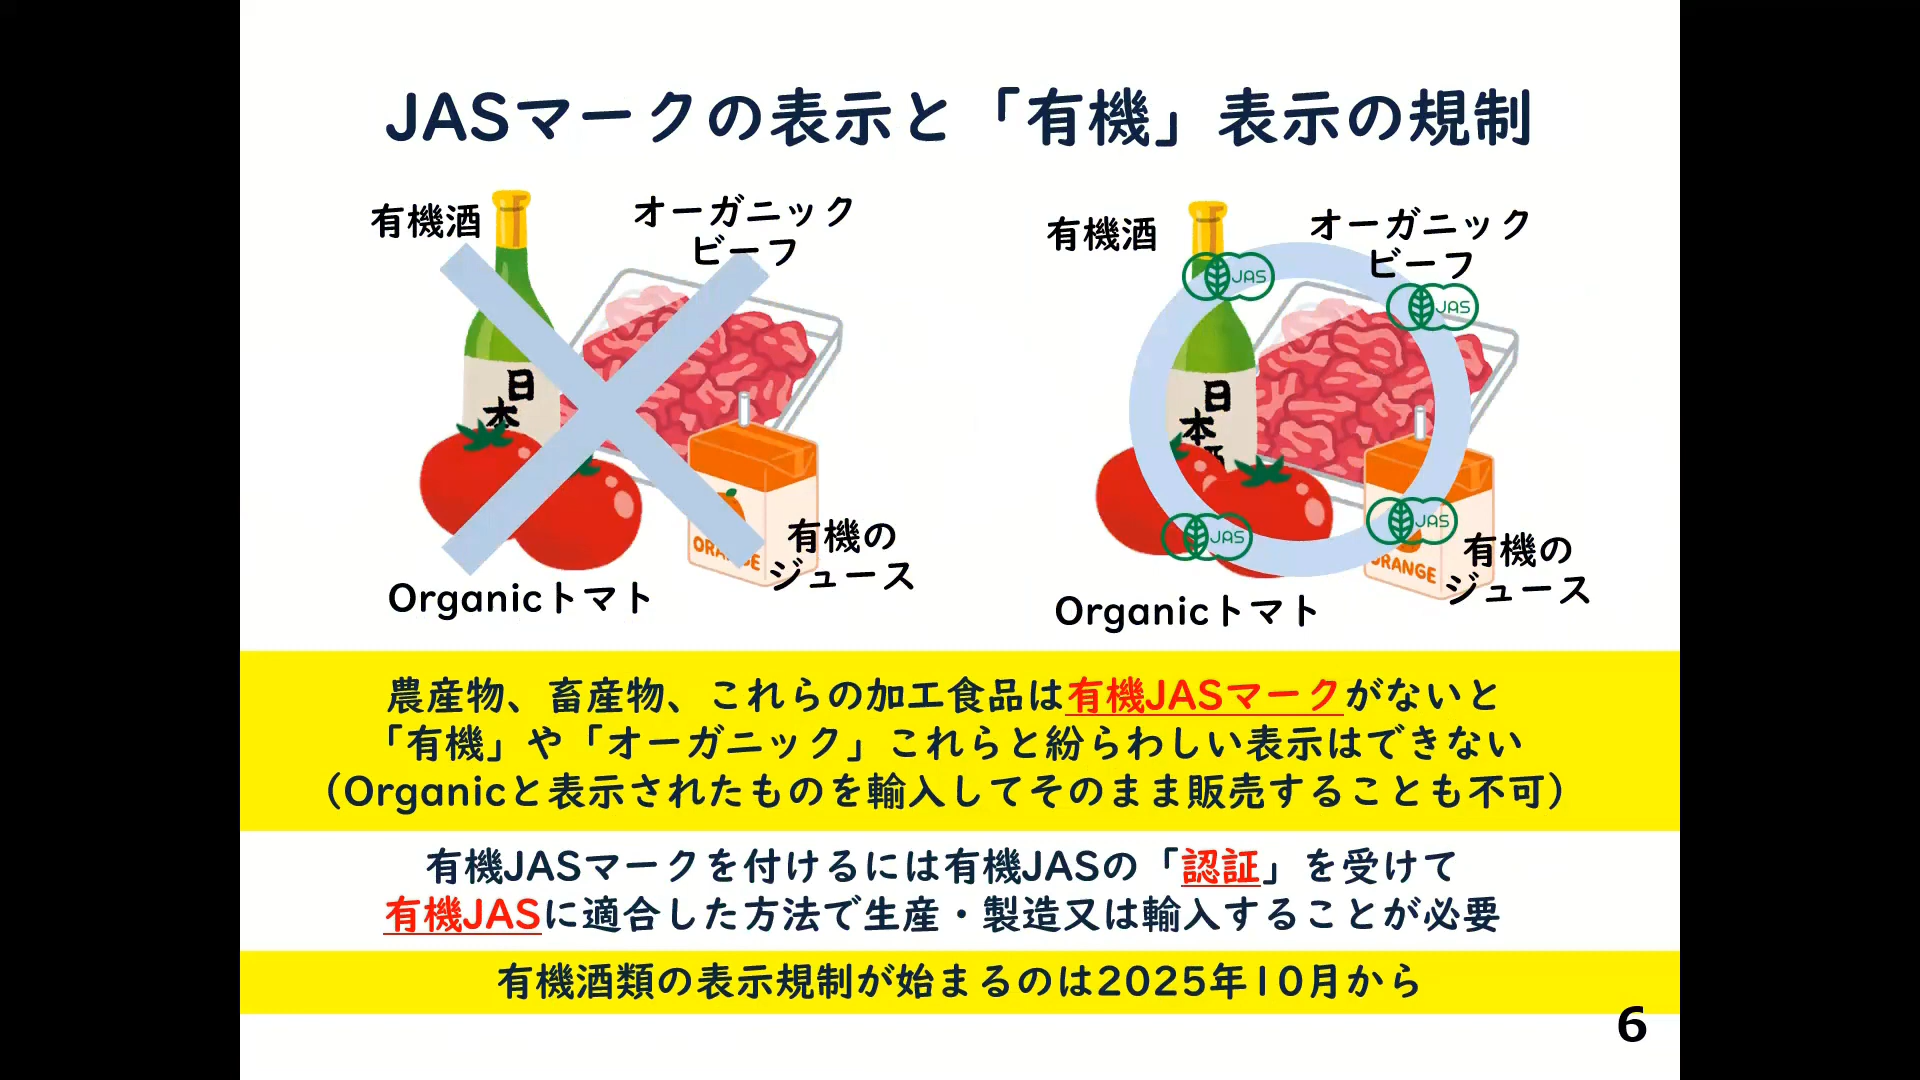 JASマークの表示と「有機」表示の規制
有機酒
オーガニック
ビーフ
日
本
ORANGE
有機の
ジュース
Organicトマト
有機酒
オーガニック
ビーフ
JAS
JAS
日
本
酒
JAS
JAS
ORANGE
有機の
ジュース
Organicトマト
農産物、畜産物、これらの加工食品は有機JASマークがないと
「有機」や「オーガニック」これらと紛らわしい表示はできない
（Organicと表示されたものを輸入してそのまま販売することも不可）
有機JASマークを付けるには有機JASの「認証」を受けて
有機JASに適合した方法で生産・製造又は輸入することが必要
有機酒類の表示規制が始まるのは2025年10月から
6